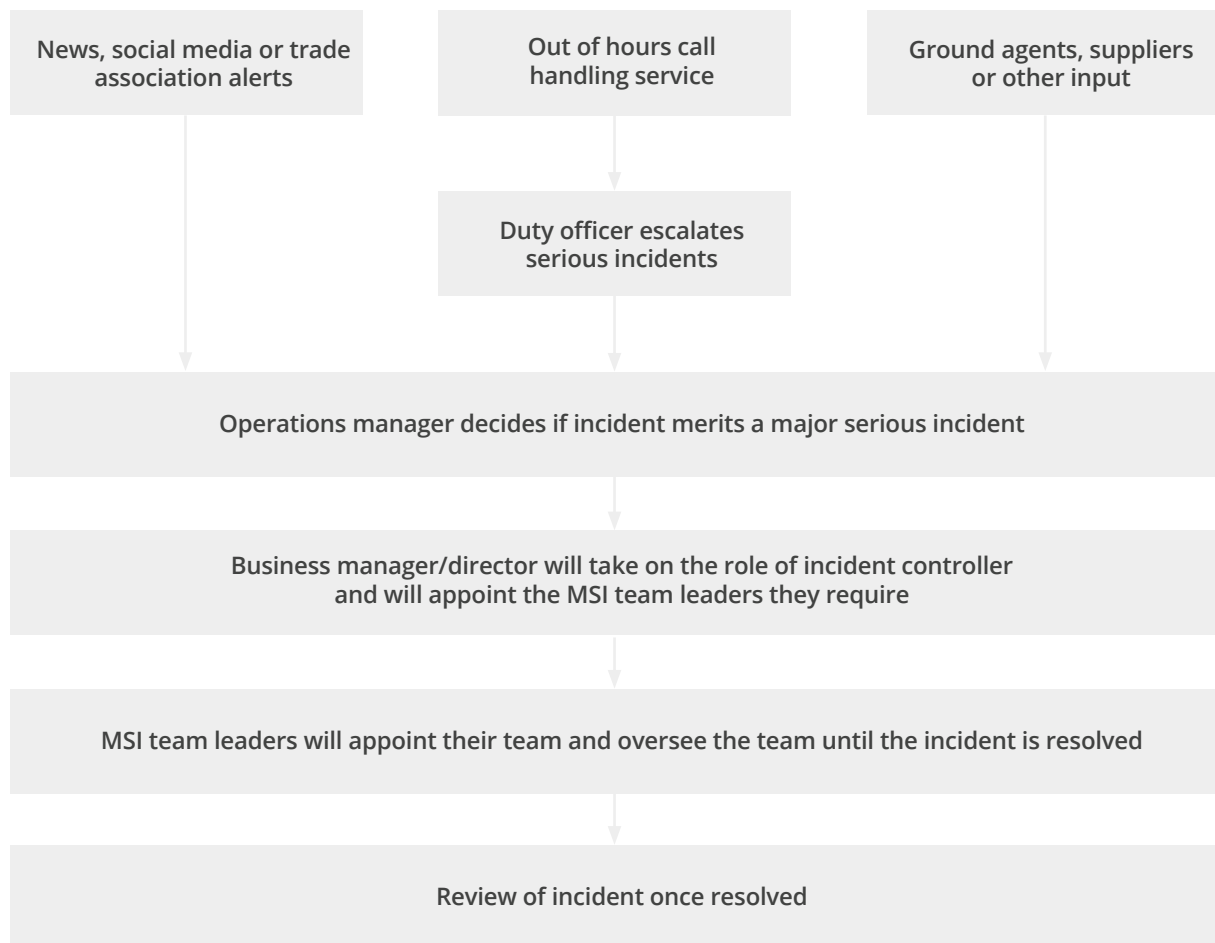 News, social media or trade
association alerts
Out of hours call
handling service
Ground agents, suppliers
or other input
Duty officer escalates
serious incidents
Operations manager decides if incident merits a major serious incident
Business manager/director will take on the role of incident controller
and will appoint the MSI team leaders they require
MSI team leaders will appoint their team and oversee the team until the incident is resolved
Review of incident once resolved